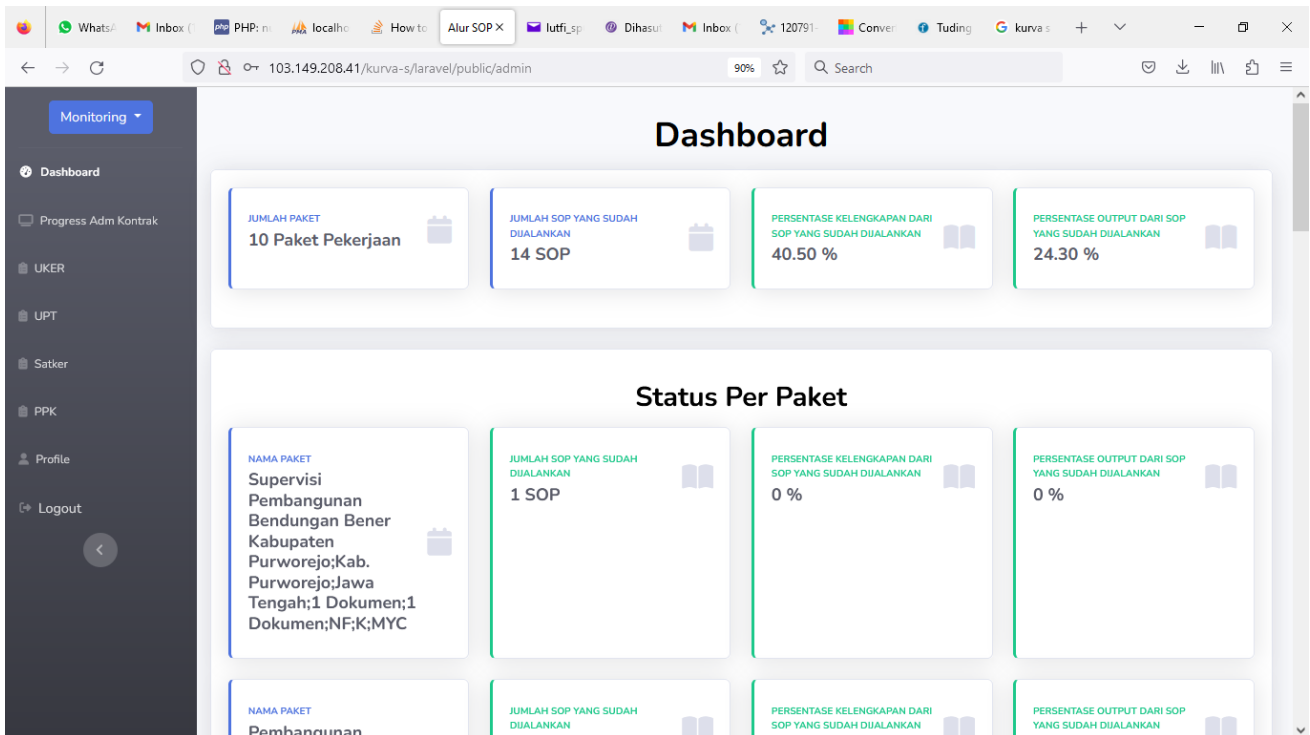 WhatsA
M Inbox (1
php PHP: n
localho
How to
Alur SOP
lutfi_sp
Dihasut
M Inbox (
120791-
Conver
Tuding
G kurva s
103.149.208.41/kurva-s/laravel/public/admin
90%
Search
Monitoring
Dashboard
Progress Adm Kontrak
UKER
UPT
Satker
PPK
Profile
Logout
Dashboard
JUMLAH PAKET
10 Paket Pekerjaan
JUMLAH SOP YANG SUDAH
DIJALANKAN
14 SOP
PERSENTASE KELENGKAPAN DARI
SOP YANG SUDAH DIJALANKAN
40.50 %
PERSENTASE OUTPUT DARI SOP
YANG SUDAH DIJALANKAN
24.30 %
Status Per Paket
NAMA PAKET
Supervisi
Pembangunan
Bendungan Bener
Kabupaten
Purworejo;Kab.
Purworejo;Jawa
Tengah;1 Dokumen;1
Dokumen;NF;K;MYC
JUMLAH SOP YANG SUDAH
DIJALANKAN
1 SOP
PERSENTASE KELENGKAPAN DARI
SOP YANG SUDAH DIJALANKAN
0 %
PERSENTASE OUTPUT DARI SOP
YANG SUDAH DIJALANKAN
0 %
NAMA PAKET
Pembangunan
JUMLAH SOP YANG SUDAH
DIJALANKAN
PERSENTASE KELENGKAPAN DARI
SOP YANG SUDAH DIJALANKAN
PERSENTASE OUTPUT DARI SOP
YANG SUDAH DIJALANKAN